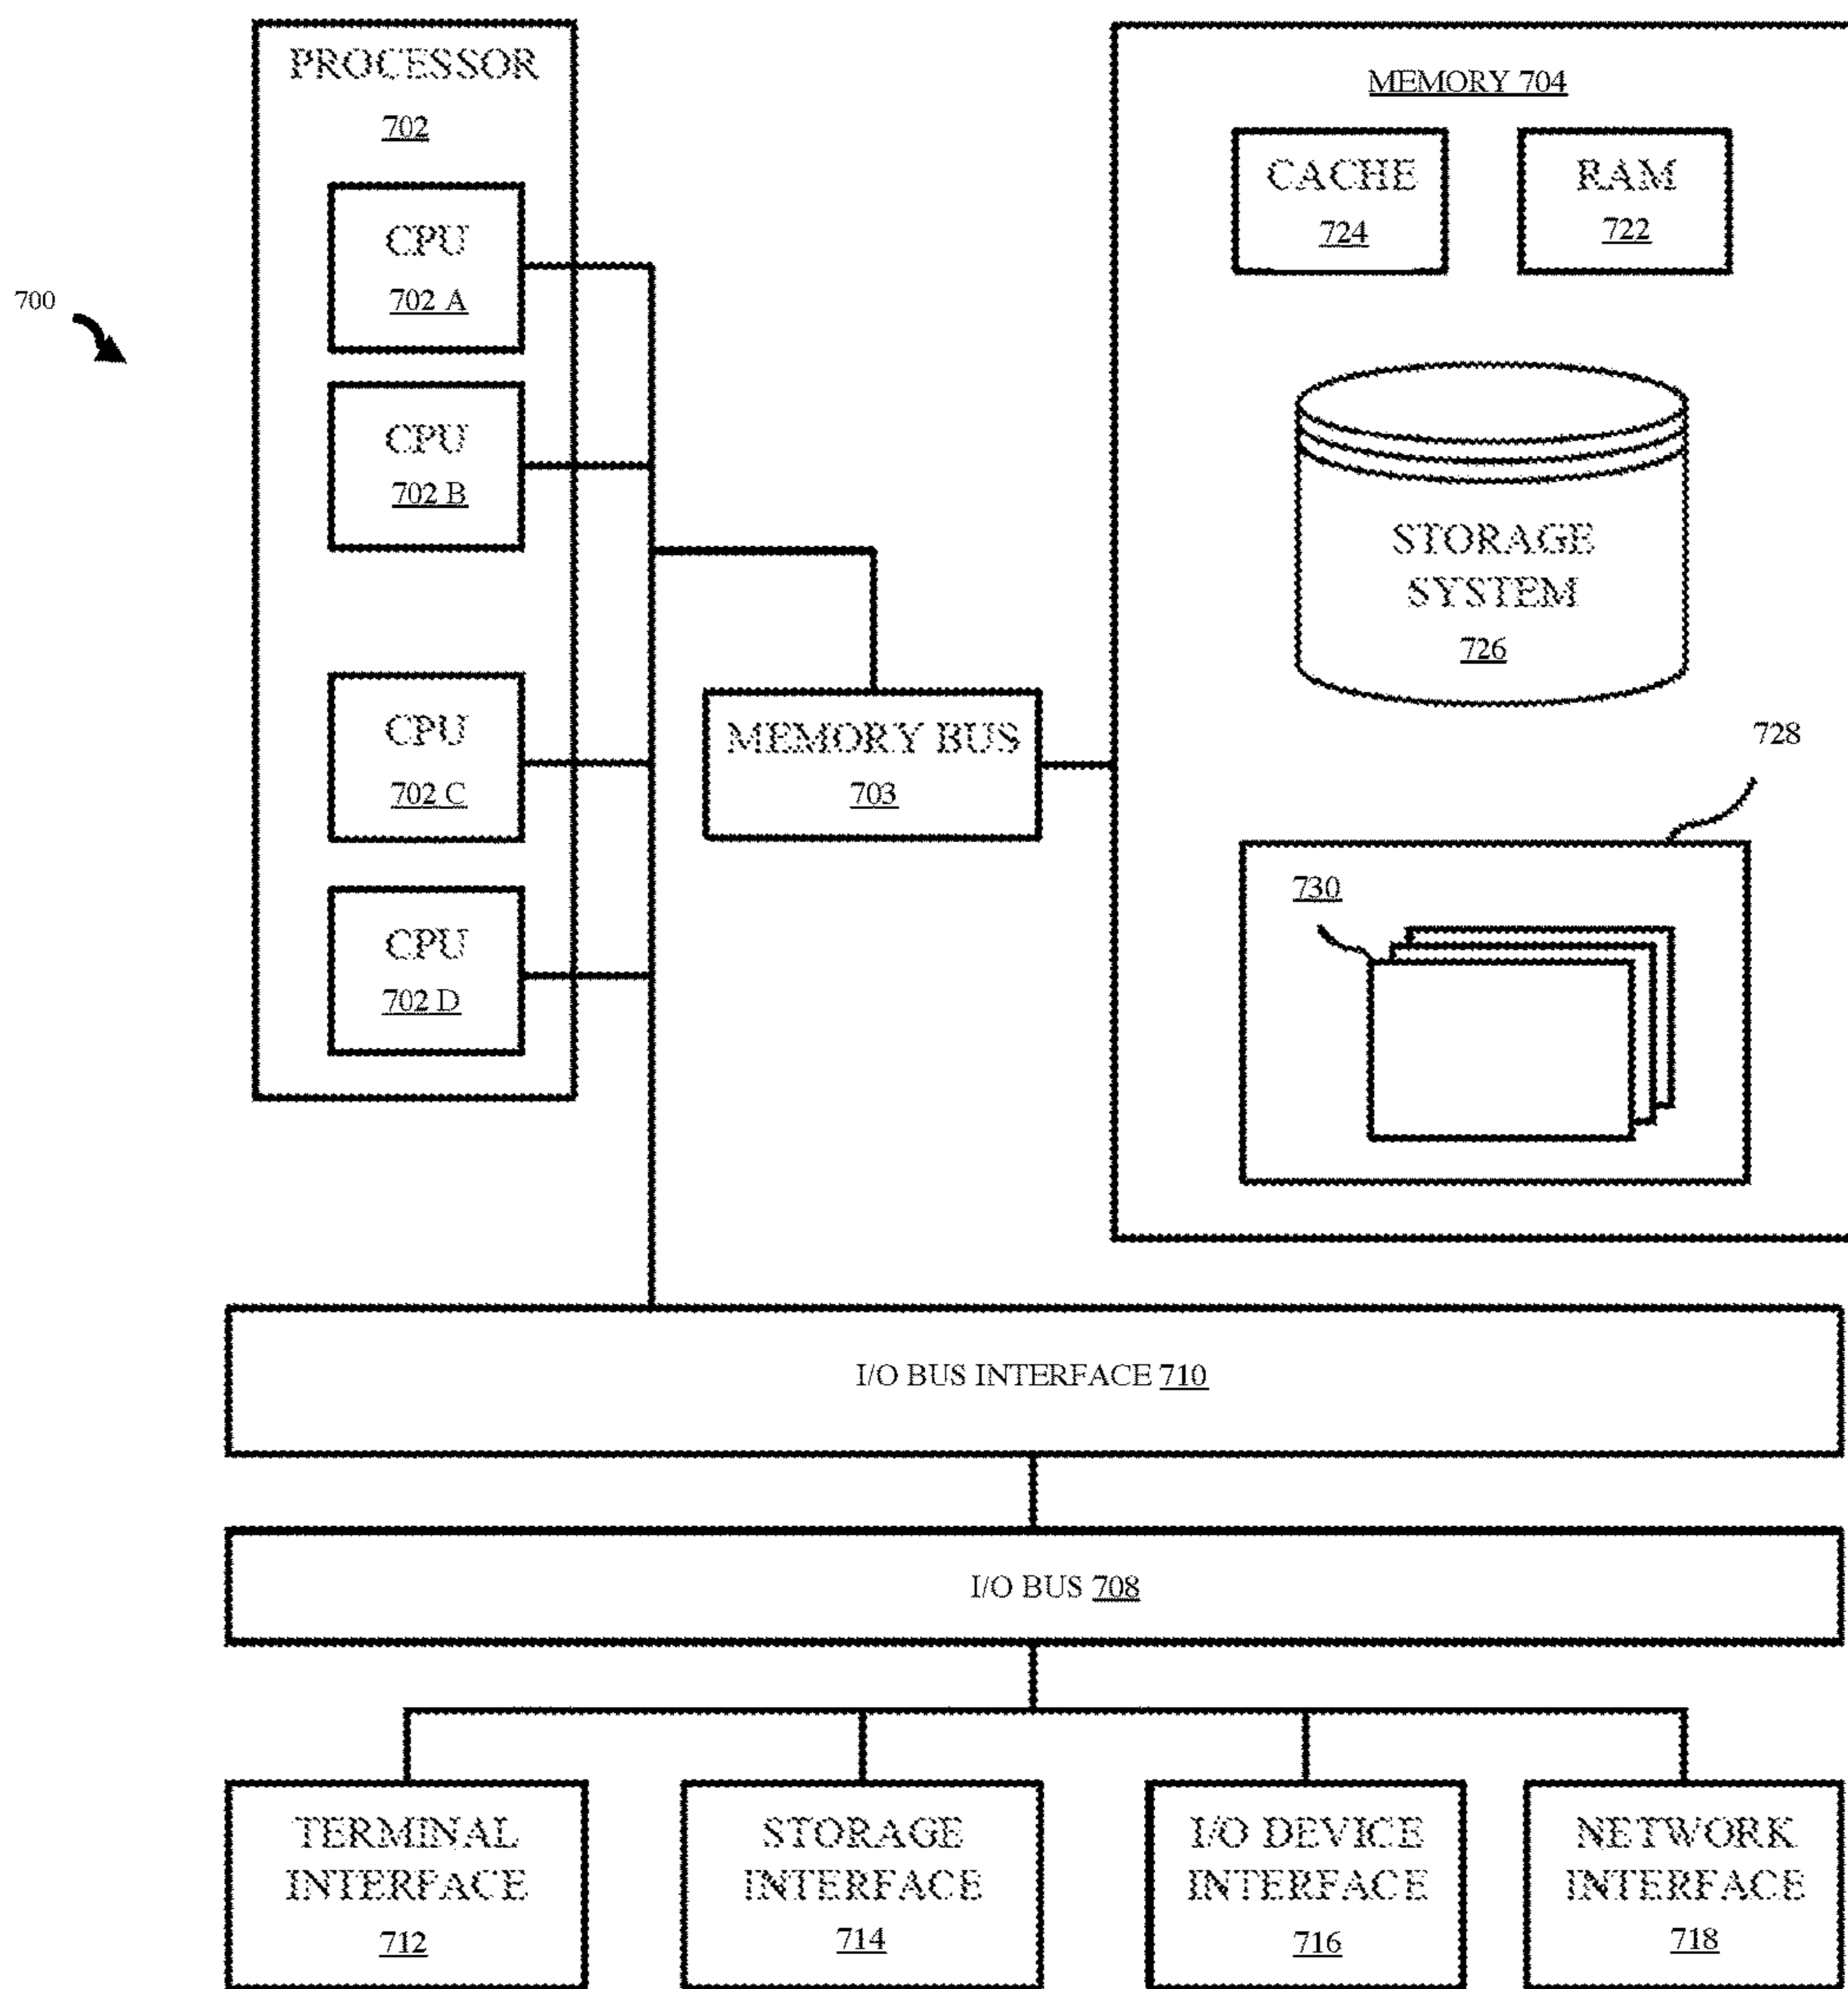 700
PROCESSOR
702
CPU
702 A
CPU
702 B
CPU
702 C
CPU
702 D
MEMORY BUS
703
MEMORY 704
CACHE
724
RAM
722
STORAGE
SYSTEM
726
728
730
I/O BUS INTERFACE 710
I/O BUS 708
TERMINAL
INTERFACE
712
STORAGE
INTERFACE
714
I/O DEVICE
INTERFACE
716
NETWORK
INTERFACE
718